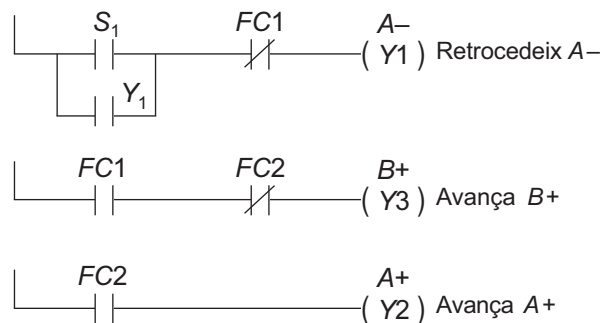 S₁ FC1 A–
Y₁
( Y1 ) Retrocedeix A–
FC1 FC2 B+
( Y3 ) Avança B+
FC2 A+
( Y2 ) Avança A+